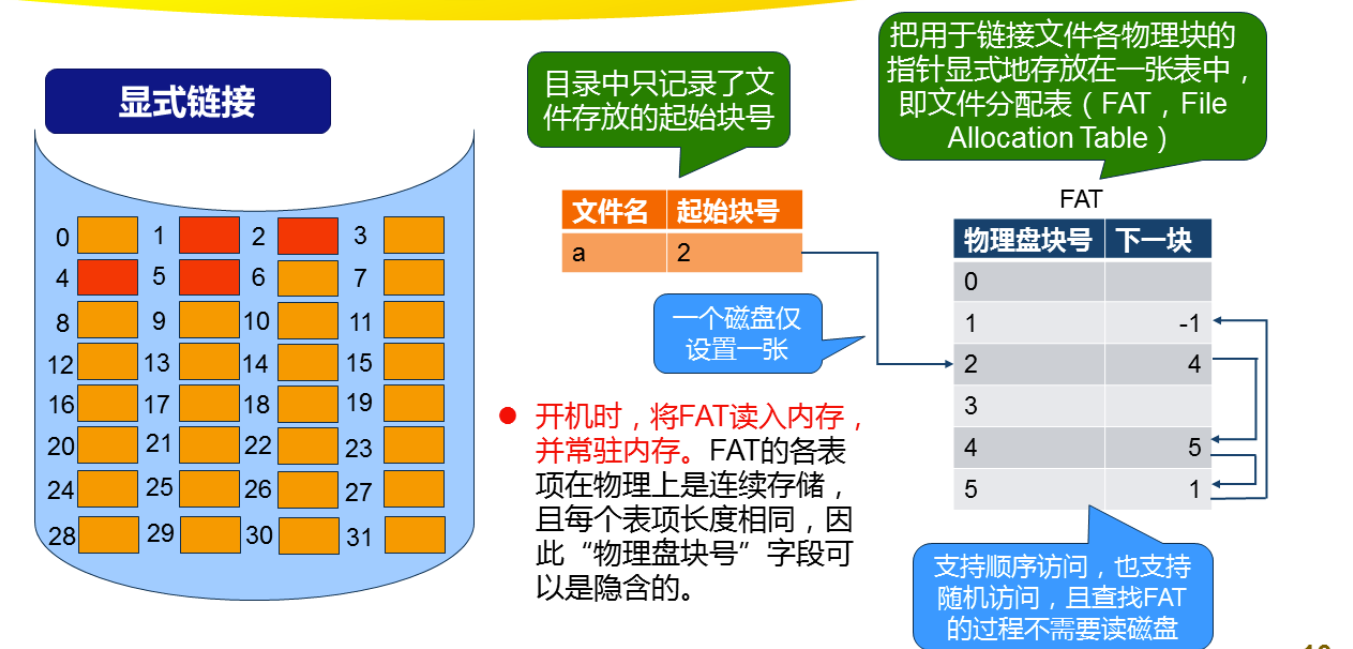 显式链接
目录中只记录了文
件存放的起始块号
把用于链接文件各物理块的
指针显式地存放在一张表中，
即文件分配表（FAT，File
Allocation Table）
0 1 2 3
4 5 6 7
8 9 10 11
12 13 14 15
16 17 18 19
20 21 22 23
24 25 26 27
28 29 30 31
文件名 起始块号
a 2
一个磁盘仅
设置一张
FAT
物理盘块号 下一块
0
1 -1
2 4
3
4 5
5 1
开机时，将FAT读入内存，
并常驻内存。FAT的各表
项在物理上是连续存储，
且每个表项长度相同，因
此“物理盘块号”字段可
以是隐含的。
支持顺序访问，也支持
随机访问，且查找FAT
的过程不需要读磁盘